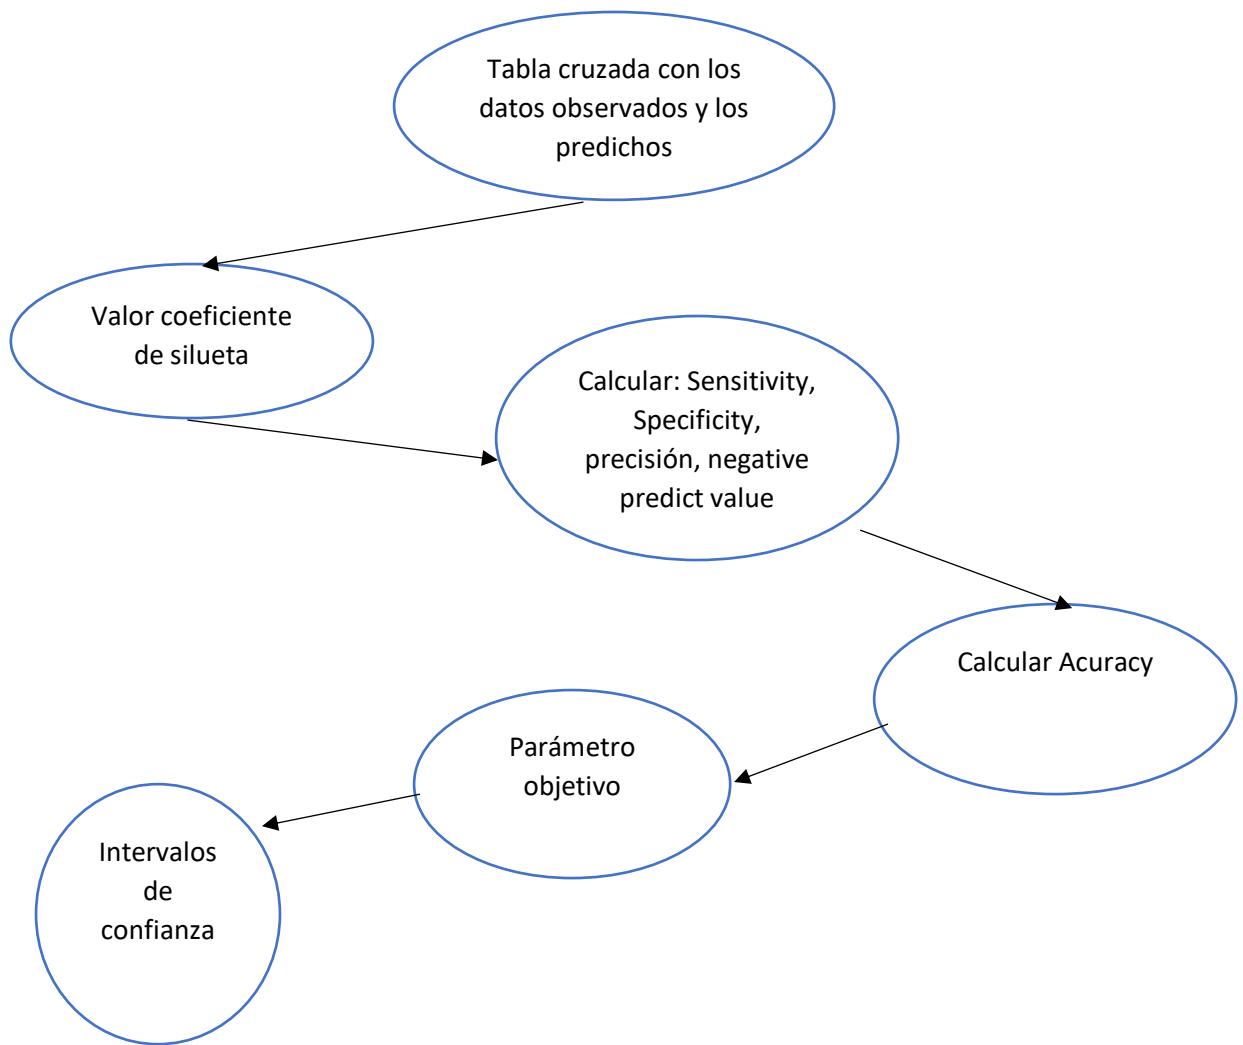 Tabla cruzada con los
datos observados y los
predichos
Valor coeficiente
de silueta
Calcular: Sensitivity,
Specificity,
precisión, negative
predict value
Calcular Acuracy
Parámetro
objetivo
Intervalos
de
confianza